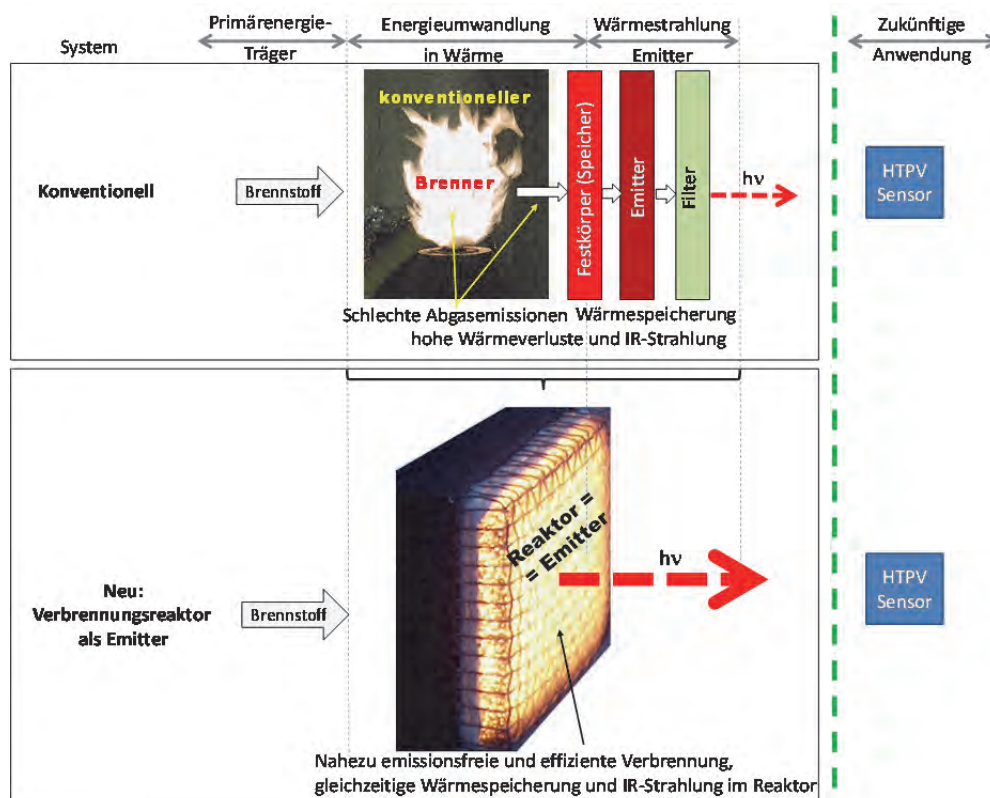 System
Primärenergie-
Träger
Energieumwandlung
in Wärme
Wärmestrahlung
Emitter
Zukünftige
Anwendung
Konventionell
Brennstoff
konventioneller
Brenner
Festkörper (Speicher)
Emitter
Filter
hν
HTPV
Sensor
Schlechte Abgasemissionen
Wärmespeicherung
hohe Wärmeverluste und IR-Strahlung
Neu:
Verbrennungsreaktor
als Emitter
Brennstoff
Reaktor =
= Emitter
hν
HTPV
Sensor
Nahezu emissionsfreie und effiziente Verbrennung,
gleichzeitige Wärmespeicherung und IR-Strahlung im Reaktor